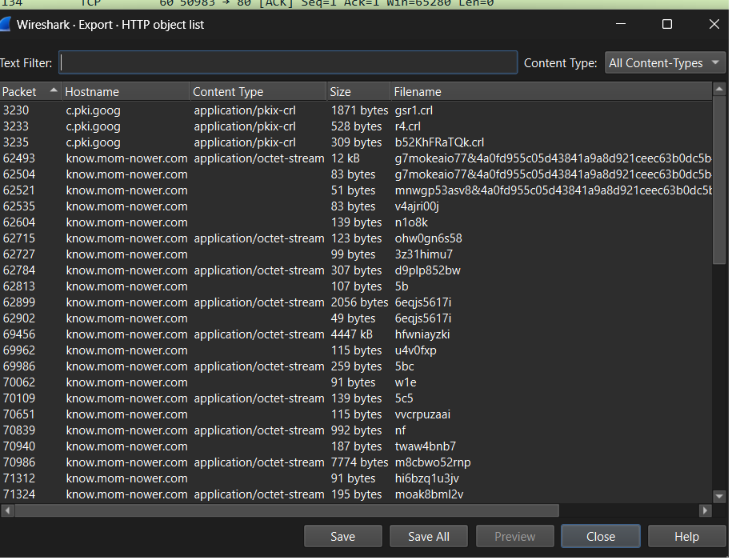 134 TCP 60 50983 → 80 [ACK] Seq=1 Ack=1 Win=65280 Len=0
Wireshark · Export · HTTP object list
Text Filter: Content Type: All Content-Types
Packet Hostname Content Type Size Filename
3230 c.pki.goog application/pkix-crl 1871 bytes gsr1.crl
3233 c.pki.goog application/pkix-crl 528 bytes r4.crl
3235 c.pki.goog application/pkix-crl 309 bytes b52KhFRaTQk.crl
62493 know.mom-nower.com application/octet-stream 12 kB g7mokeaio77&4a0fd955c05d43841a9a8d921ceec63b0dc5b
62504 know.mom-nower.com 83 bytes g7mokeaio77&4a0fd955c05d43841a9a8d921ceec63b0dc5b
62521 know.mom-nower.com 51 bytes mnwgp53asv8&4a0fd955c05d43841a9a8d921ceec63b0dc5b
62535 know.mom-nower.com 83 bytes v4ajri00j
62604 know.mom-nower.com 139 bytes n1o8k
62715 know.mom-nower.com application/octet-stream 123 bytes ohw0gn6s58
62727 know.mom-nower.com 99 bytes 3z31himu7
62784 know.mom-nower.com application/octet-stream 307 bytes d9plp852bw
62813 know.mom-nower.com 107 bytes 5b
62899 know.mom-nower.com application/octet-stream 2056 bytes 6eqjs5617i
62902 know.mom-nower.com 49 bytes 6eqjs5617i
69456 know.mom-nower.com application/octet-stream 4447 kB hfwniayzki
69962 know.mom-nower.com 115 bytes u4v0fxp
69986 know.mom-nower.com application/octet-stream 259 bytes 5bc
70062 know.mom-nower.com 91 bytes w1e
70109 know.mom-nower.com application/octet-stream 139 bytes 5c5
70651 know.mom-nower.com 115 bytes vvcrpuzaai
70839 know.mom-nower.com application/octet-stream 992 bytes nf
70940 know.mom-nower.com 187 bytes twaw4bnb7
70986 know.mom-nower.com application/octet-stream 7774 bytes m8cbwo52rnp
71312 know.mom-nower.com 91 bytes hi6bzq1u3jv
71324 know.mom-nower.com application/octet-stream 195 bytes moak8bml2v
Save Save All Preview Close Help